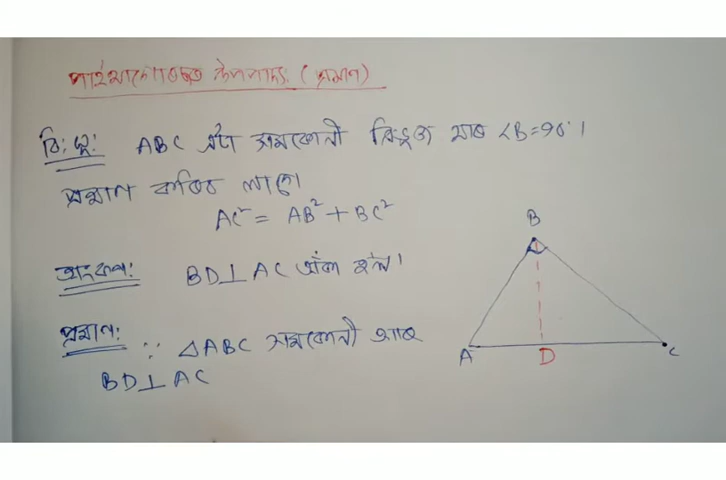 পাইথাগোৰাচৰ উপপাদ্য (প্ৰমাণ)
বি: দ্ৰ: ABC এটা সমকোণী ত্ৰিভুজ যাৰ ∠B=90°।
প্ৰমাণ কৰিব লাগে
AC² = AB² + BC²
অংকন: BD⊥AC অঁকা হ'ল।
প্ৰমাণ: ∵ △ABC সমকোণী আৰু
BD⊥AC
B
A
D
C